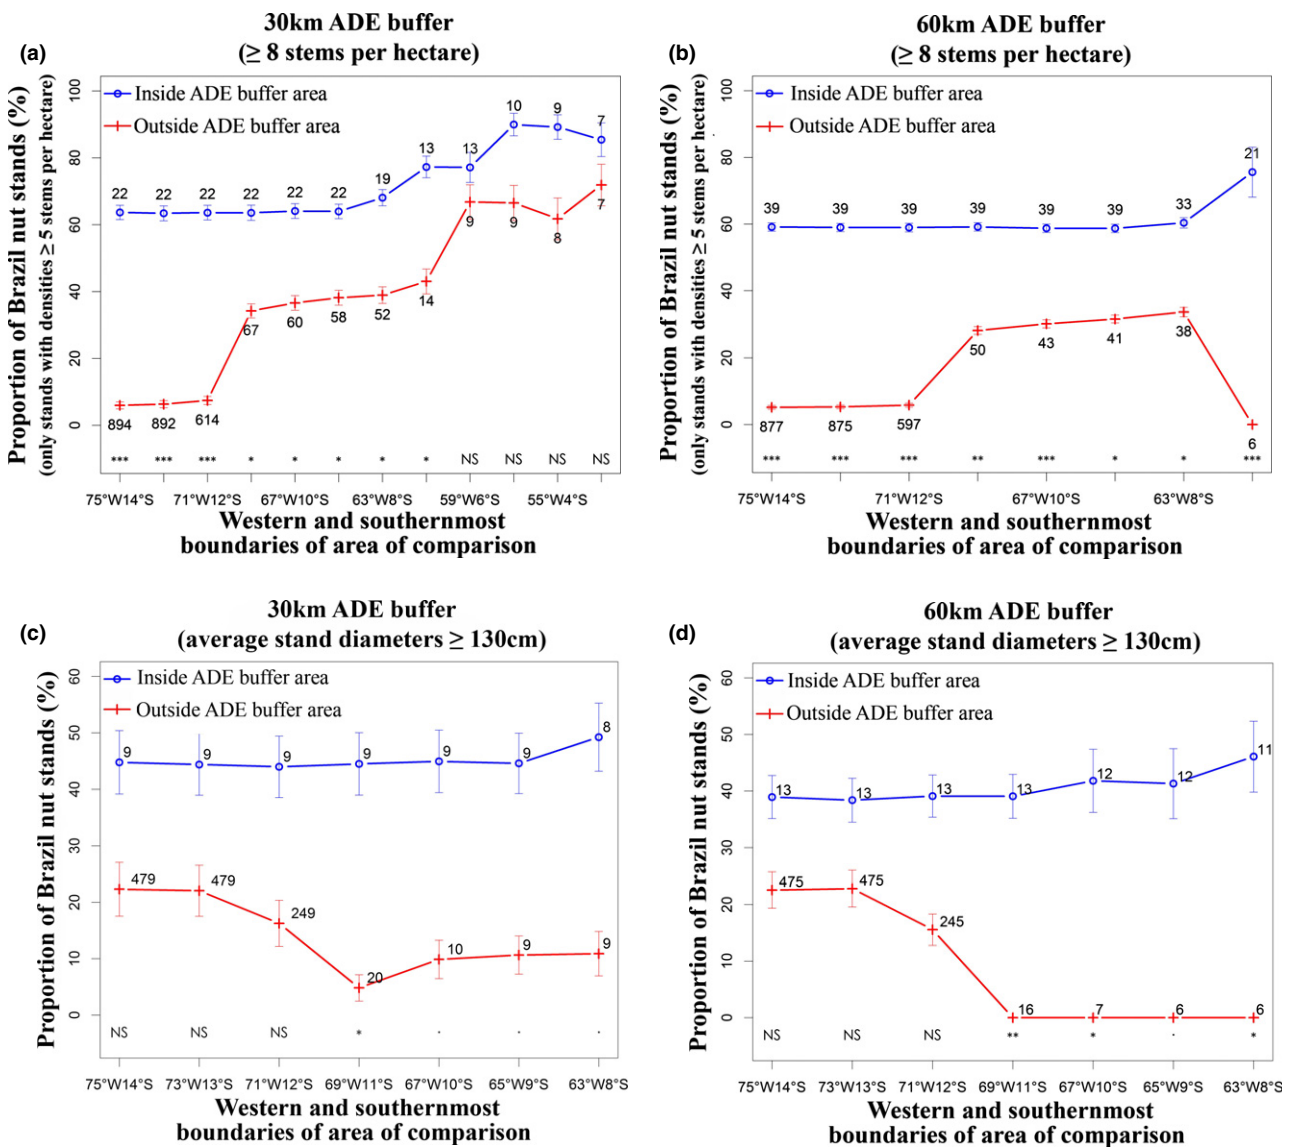 (a)
30km ADE buffer
(≥ 8 stems per hectare)
Proportion of Brazil nut stands (%)
(only stands with densities ≥ 5 stems per hectare)
100
80
60
40
20
0
Inside ADE buffer area
Outside ADE buffer area
22 22 22 22 22 22 19 13 13 10 9 7
894 892 614 67 60 58 52 14 9 9 8 7
*** *** *** * * * * * NS NS NS NS
75°W14°S 71°W12°S 67°W10°S 63°W8°S 59°W6°S 55°W4°S
Western and southernmost
boundaries of area of comparison
(b)
60km ADE buffer
(≥ 8 stems per hectare)
Proportion of Brazil nut stands (%)
(only stands with densities ≥ 5 stems per hectare)
100
80
60
40
20
0
Inside ADE buffer area
Outside ADE buffer area
39 39 39 39 39 39 33 21
877 875 597 50 43 41 38 6
*** *** *** ** *** * * ***
75°W14°S 71°W12°S 67°W10°S 63°W8°S
Western and southernmost
boundaries of area of comparison
(c)
30km ADE buffer
(average stand diameters ≥ 130cm)
Proportion of Brazil nut stands (%)
60
50
40
30
20
10
0
Inside ADE buffer area
Outside ADE buffer area
9 9 9 9 9 9 8
479 479 249 20 10 9 9
NS NS NS * . . .
75°W14°S 73°W13°S 71°W12°S 69°W11°S 67°W10°S 65°W9°S 63°W8°S
Western and southernmost
boundaries of area of comparison
(d)
60km ADE buffer
(average stand diameters ≥ 130cm)
Proportion of Brazil nut stands (%)
60
50
40
30
20
10
0
Inside ADE buffer area
Outside ADE buffer area
13 13 13 13 12 12 11
475 475 245 16 7 6 6
NS NS NS ** * . *
75°W14°S 73°W13°S 71°W12°S 69°W11°S 67°W10°S 65°W9°S 63°W8°S
Western and southernmost
boundaries of area of comparison